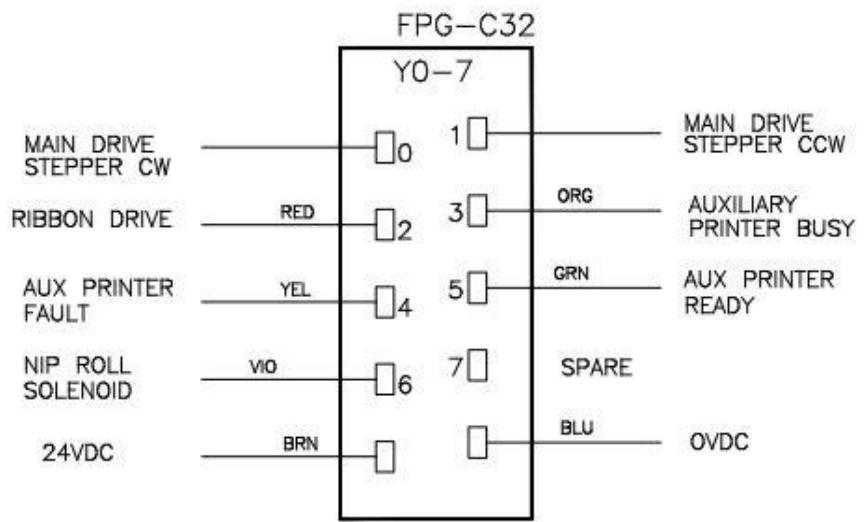 FPG-C32
YO-7
MAIN DRIVE
STEPPER CW
0
1
MAIN DRIVE
STEPPER CCW
RIBBON DRIVE
RED
2
3
ORG
AUXILIARY
PRINTER BUSY
AUX PRINTER
FAULT
YEL
4
5
GRN
AUX PRINTER
READY
NIP ROLL
SOLENOID
VIO
6
7
SPARE
24VDC
BRN
BLU
0VDC